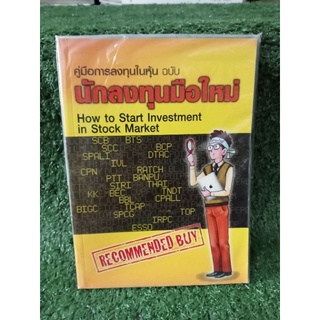 คู่มือการลงทุนในหุ้น ฉบับ
นักลงทุนมือใหม่
How to Start Investment
in Stock Market
SCB BTS
SCC BCP
SPALI DTAC
IVL
CPN RATCH
PTT BANPU
SIRI THAI
KK BEC TNDT
BBL CPALL
BIGC TCAP
SPCG TOP
IRPC
ESSO
RECOMMENDED BUY